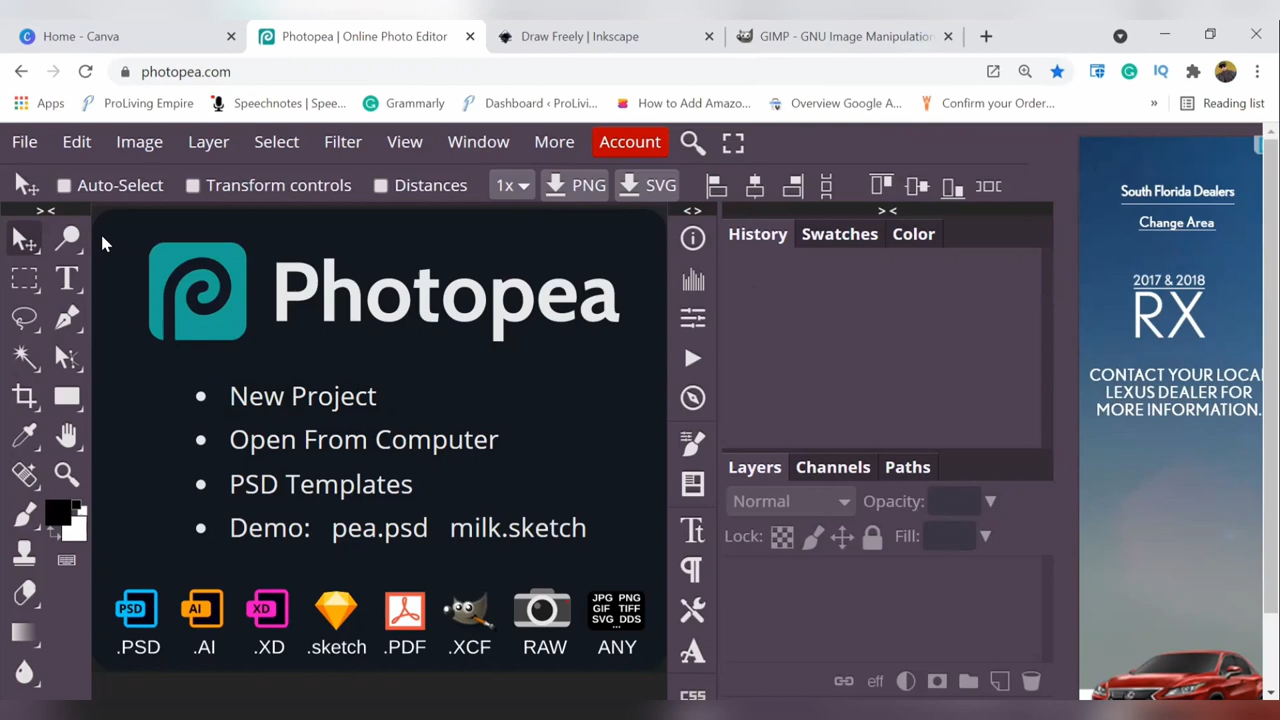 Home - Canva
Photopea | Online Photo Editor
Draw Freely | Inkscape
GIMP - GNU Image Manipulation
photopea.com
Apps
ProLiving Empire
Speechnotes | Spee...
Grammarly
Dashboard ‹ ProLivi...
How to Add Amazo...
Overview Google A...
Confirm your Order...
»
Reading list
File
Edit
Image
Layer
Select
Filter
View
Window
More
Account
Auto-Select
Transform controls
Distances
1x
PNG
SVG
South Florida Dealers
Change Area
2017 & 2018
RX
CONTACT YOUR LOCA
LEXUS DEALER FOR
MORE INFORMATION.
> <
< >
> <
History
Swatches
Color
Photopea
• New Project
• Open From Computer
• PSD Templates
• Demo: pea.psd milk.sketch
PSD
AI
XD
PDF
JPG PNG
GIF TIFF
SVG DDS
...
.PSD
.AI
.XD
.sketch
.PDF
.XCF
RAW
ANY
Layers
Channels
Paths
Normal
Opacity:
Lock:
Fill:
eff
CSS